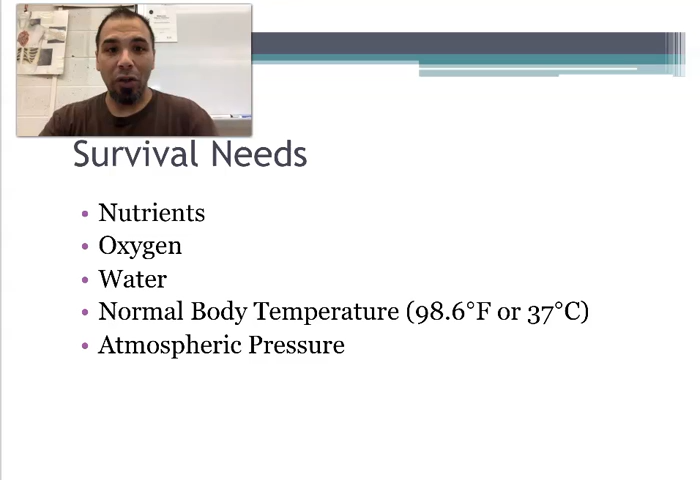 Survival Needs
• Nutrients
• Oxygen
• Water
• Normal Body Temperature (98.6°F or 37°C)
• Atmospheric Pressure